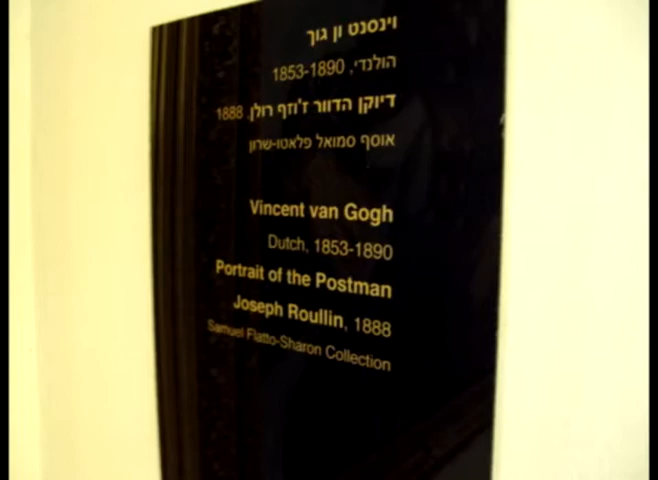 וינסנט ון גוך
הולנדי, 1853-1890
דיוקן הדוור ז'וזף רולן, 1888
אוסף סמואל פלאטו-שרון
Vincent van Gogh
Dutch, 1853-1890
Portrait of the Postman
Joseph Roullin, 1888
Samuel Flatto-Sharon Collection